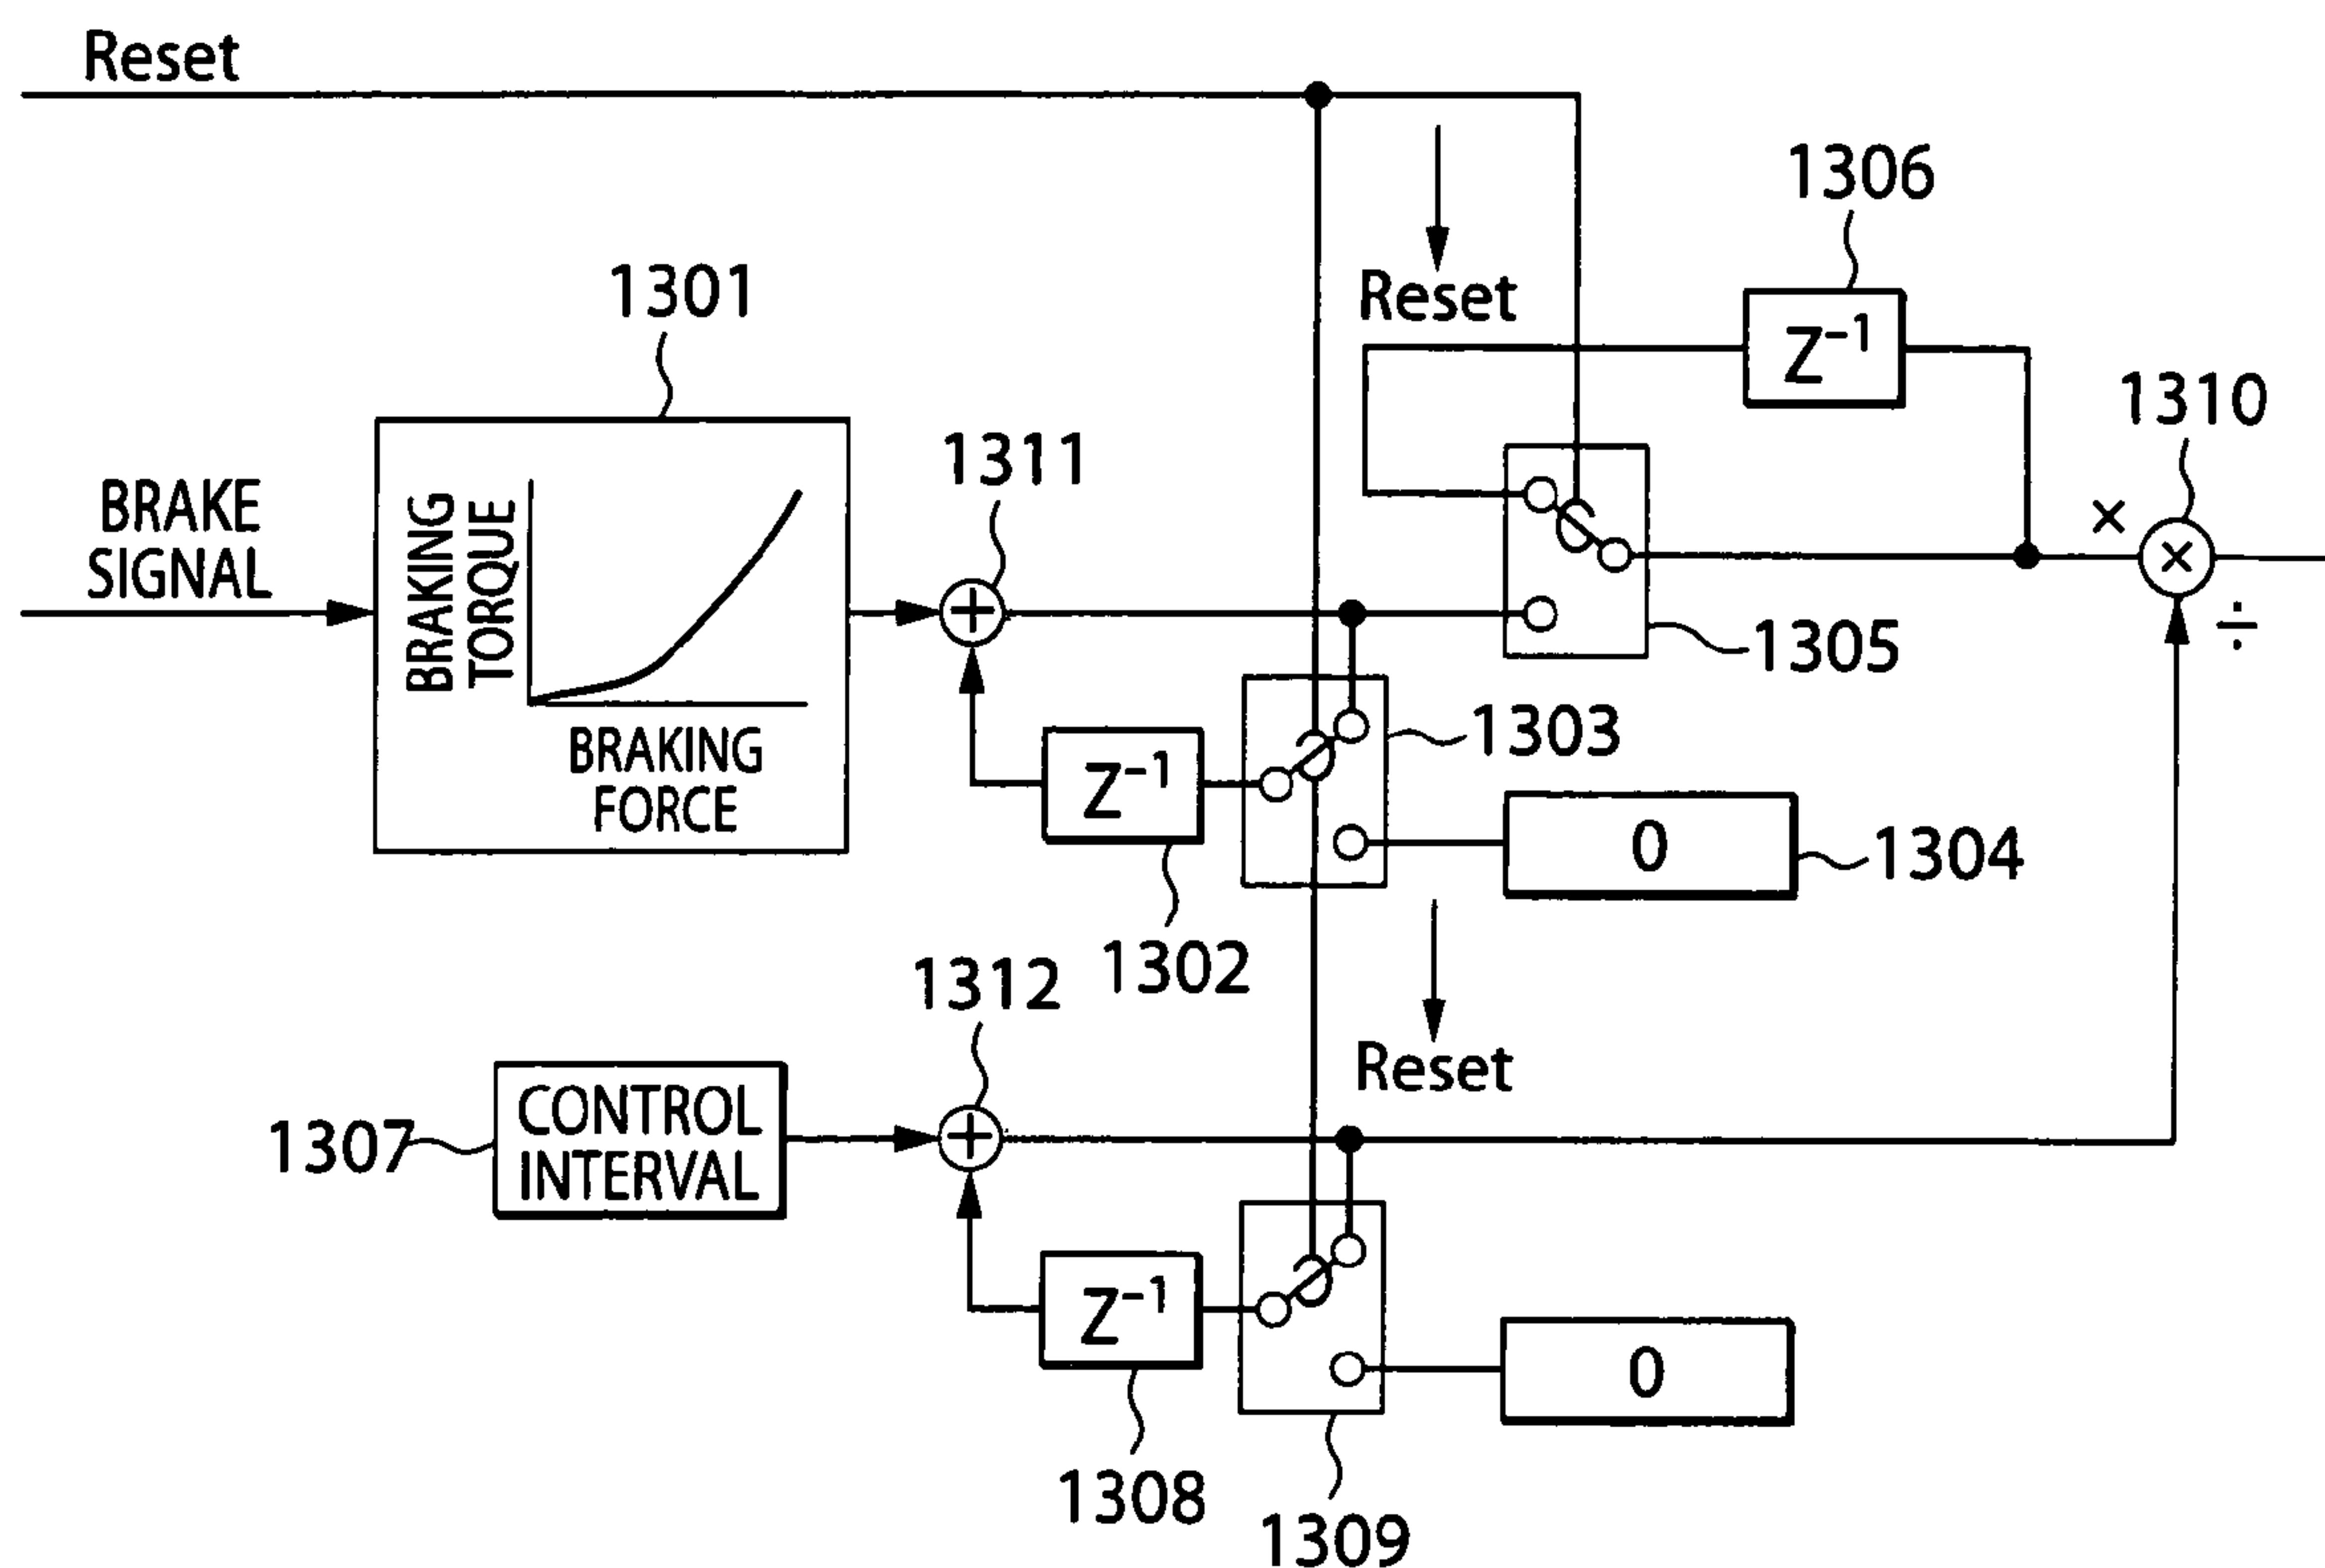 Reset
1306
Reset
1301
Z⁻¹
1310
1311
BRAKE
SIGNAL
BRAKING
TORQUE
BRAKING
FORCE
+
×
×
÷
1305
1303
Z⁻¹
0
1304
1302
1312
Reset
1307
CONTROL
INTERVAL
+
Z⁻¹
0
1308
1309